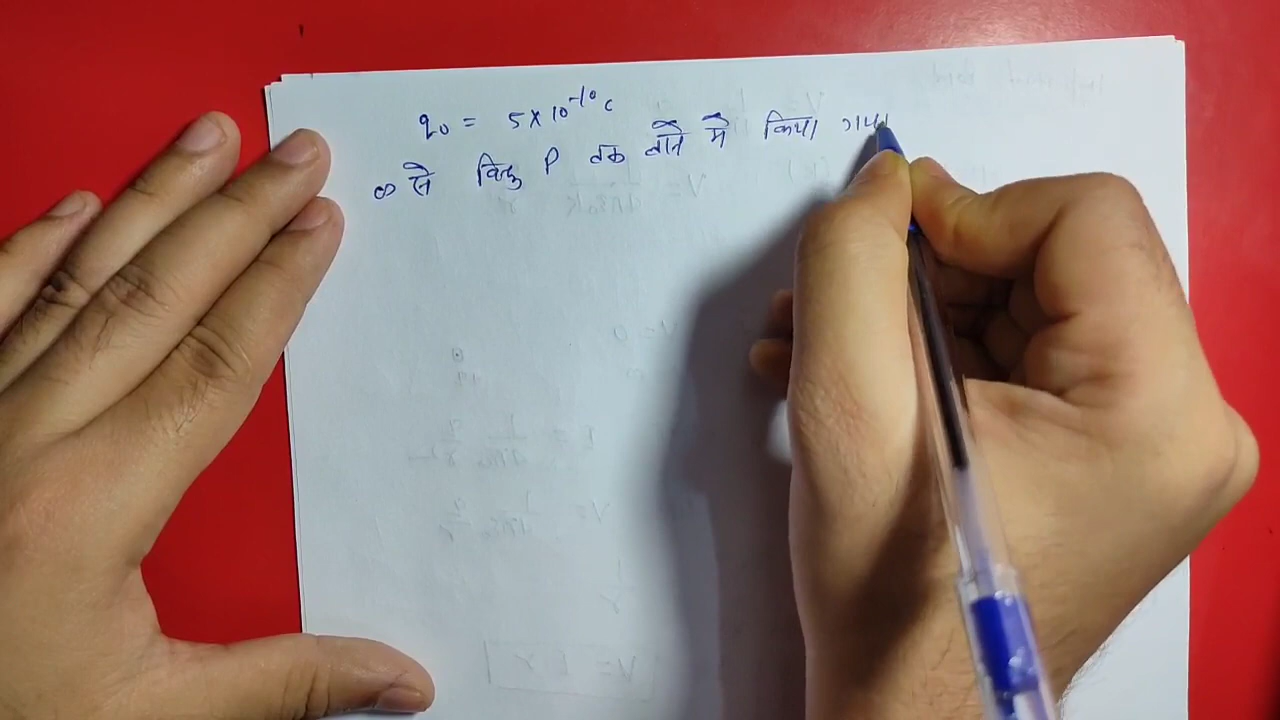 q₀ = 5×10⁻¹⁰ C
∞ से बिन्दु P तक लाने मे किया गया